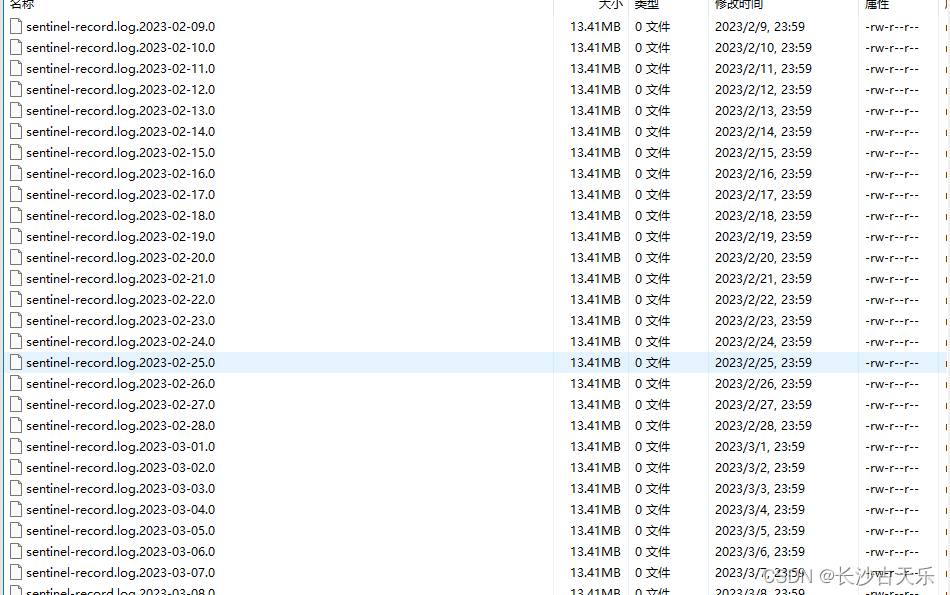 名称 大小 类型 修改时间 属性
sentinel-record.log.2023-02-09.0 13.41MB 0 文件 2023/2/9, 23:59 -rw-r--r--
sentinel-record.log.2023-02-10.0 13.41MB 0 文件 2023/2/10, 23:59 -rw-r--r--
sentinel-record.log.2023-02-11.0 13.41MB 0 文件 2023/2/11, 23:59 -rw-r--r--
sentinel-record.log.2023-02-12.0 13.41MB 0 文件 2023/2/12, 23:59 -rw-r--r--
sentinel-record.log.2023-02-13.0 13.41MB 0 文件 2023/2/13, 23:59 -rw-r--r--
sentinel-record.log.2023-02-14.0 13.41MB 0 文件 2023/2/14, 23:59 -rw-r--r--
sentinel-record.log.2023-02-15.0 13.41MB 0 文件 2023/2/15, 23:59 -rw-r--r--
sentinel-record.log.2023-02-16.0 13.41MB 0 文件 2023/2/16, 23:59 -rw-r--r--
sentinel-record.log.2023-02-17.0 13.41MB 0 文件 2023/2/17, 23:59 -rw-r--r--
sentinel-record.log.2023-02-18.0 13.41MB 0 文件 2023/2/18, 23:59 -rw-r--r--
sentinel-record.log.2023-02-19.0 13.41MB 0 文件 2023/2/19, 23:59 -rw-r--r--
sentinel-record.log.2023-02-20.0 13.41MB 0 文件 2023/2/20, 23:59 -rw-r--r--
sentinel-record.log.2023-02-21.0 13.41MB 0 文件 2023/2/21, 23:59 -rw-r--r--
sentinel-record.log.2023-02-22.0 13.41MB 0 文件 2023/2/22, 23:59 -rw-r--r--
sentinel-record.log.2023-02-23.0 13.41MB 0 文件 2023/2/23, 23:59 -rw-r--r--
sentinel-record.log.2023-02-24.0 13.41MB 0 文件 2023/2/24, 23:59 -rw-r--r--
sentinel-record.log.2023-02-25.0 13.41MB 0 文件 2023/2/25, 23:59 -rw-r--r--
sentinel-record.log.2023-02-26.0 13.41MB 0 文件 2023/2/26, 23:59 -rw-r--r--
sentinel-record.log.2023-02-27.0 13.41MB 0 文件 2023/2/27, 23:59 -rw-r--r--
sentinel-record.log.2023-02-28.0 13.41MB 0 文件 2023/2/28, 23:59 -rw-r--r--
sentinel-record.log.2023-03-01.0 13.41MB 0 文件 2023/3/1, 23:59 -rw-r--r--
sentinel-record.log.2023-03-02.0 13.41MB 0 文件 2023/3/2, 23:59 -rw-r--r--
sentinel-record.log.2023-03-03.0 13.41MB 0 文件 2023/3/3, 23:59 -rw-r--r--
sentinel-record.log.2023-03-04.0 13.41MB 0 文件 2023/3/4, 23:59 -rw-r--r--
sentinel-record.log.2023-03-05.0 13.41MB 0 文件 2023/3/5, 23:59 -rw-r--r--
sentinel-record.log.2023-03-06.0 13.41MB 0 文件 2023/3/6, 23:59 -rw-r--r--
sentinel-record.log.2023-03-07.0 13.41MB 0 文件 2023/3/7, 23:59 -rw-r--r--
sentinel-record.log.2023-03-08.0 13.41MB 0 文件 2023/3/8, 23:59 -rw-r--r--
CSDN @长沙古天乐